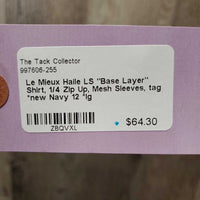 The Tack Collector
997606-255
Le Mieux Halle LS "Base Layer"
Shirt, 1/4 Zip Up, Mesh Sleeves, tag
*new Navy 12 *lg
Z8QVXL
$64.30